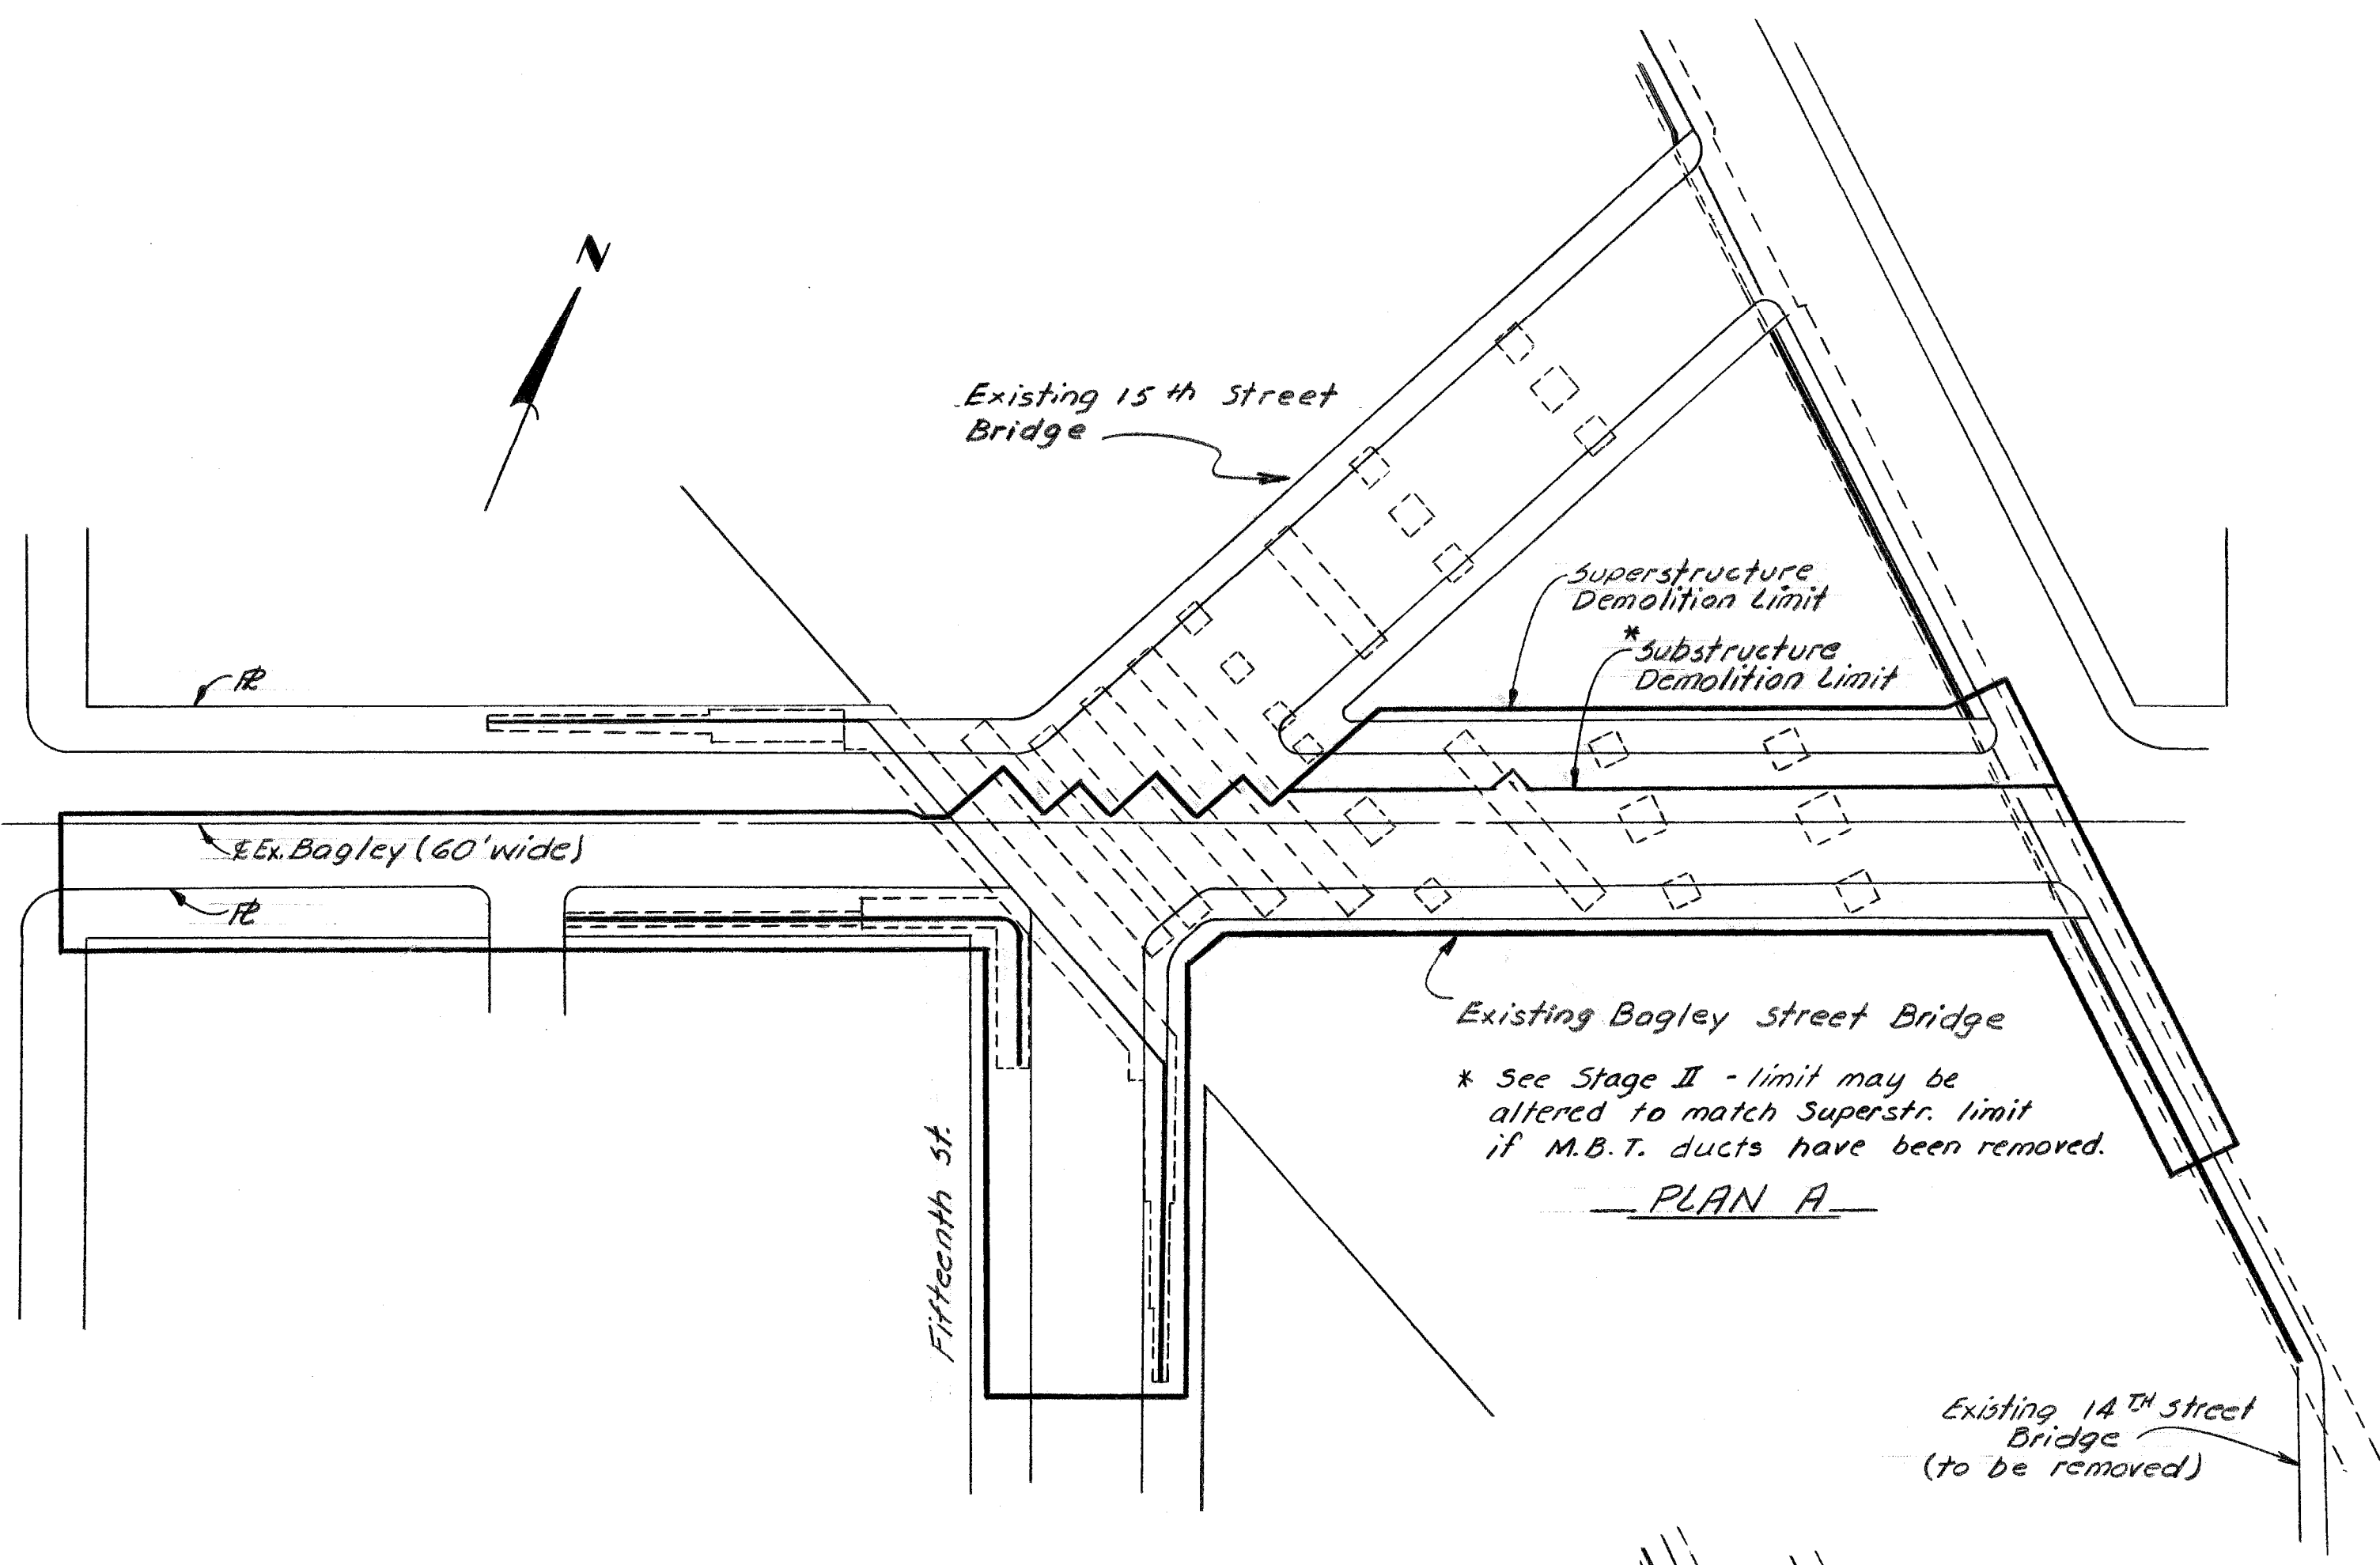 N
Existing 15th Street
Bridge
Superstructure
Demolition Limit
* Substructure
Demolition Limit
PL
℄ Ex. Bagley (60' wide)
PL
Existing Bagley Street Bridge
* See Stage II - limit may be
altered to match Superstr. limit
if M.B.T. ducts have been removed.
PLAN A
Fifteenth St.
Existing 14TH Street
Bridge
(to be removed)